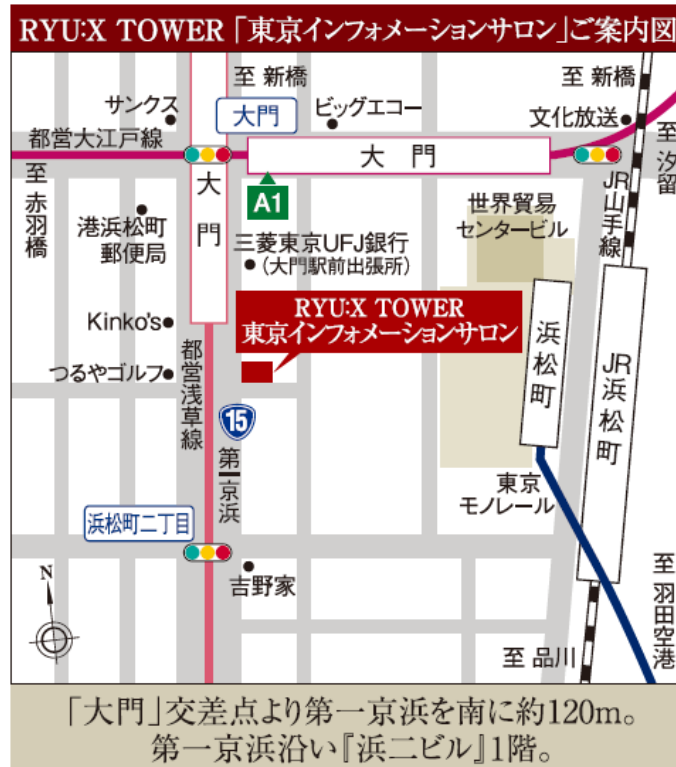 RYU:X TOWER「東京インフォメーションサロン」ご案内図
至 新橋
至 新橋
サンクス
大門
ビッグエコー
文化放送
都営大江戸線
大門
至 汐留
至 赤羽橋
大門
A1
JR山手線
世界貿易
センタービル
港浜松町
郵便局
三菱東京UFJ銀行
(大門駅前出張所)
RYU:X TOWER
東京インフォメーションサロン
Kinko's
つるやゴルフ
都営浅草線
浜松町
JR浜松町
15
第一京浜
東京
モノレール
浜松町二丁目
吉野家
N
至 羽田空港
至 品川
「大門」交差点より第一京浜を南に約120m。
第一京浜沿い『浜二ビル』1階。